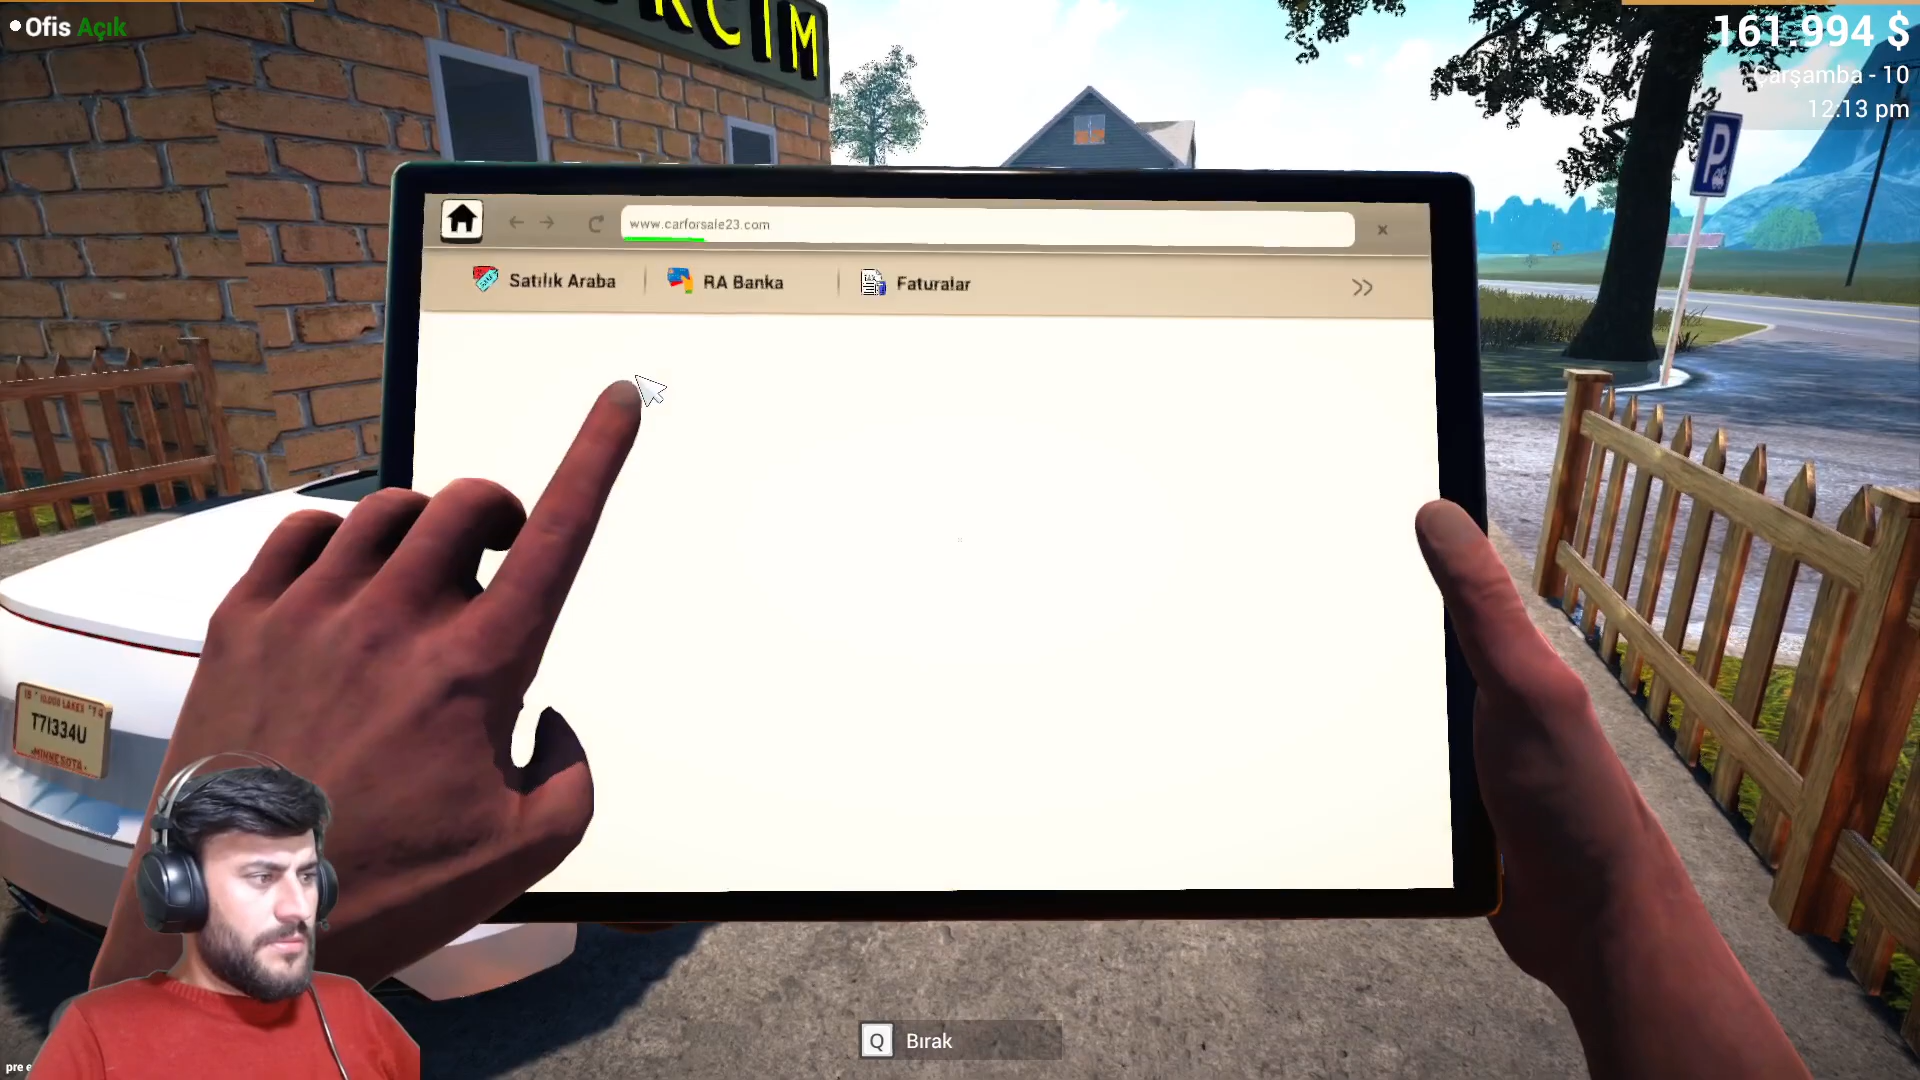 Ofis Açık
161.994 $
Çarşamba - 10
12:13 pm
www.carforsale23.com
Satılık Araba
RA Banka
Faturalar
P
T71334U
MINNESOTA
Q Bırak
pre